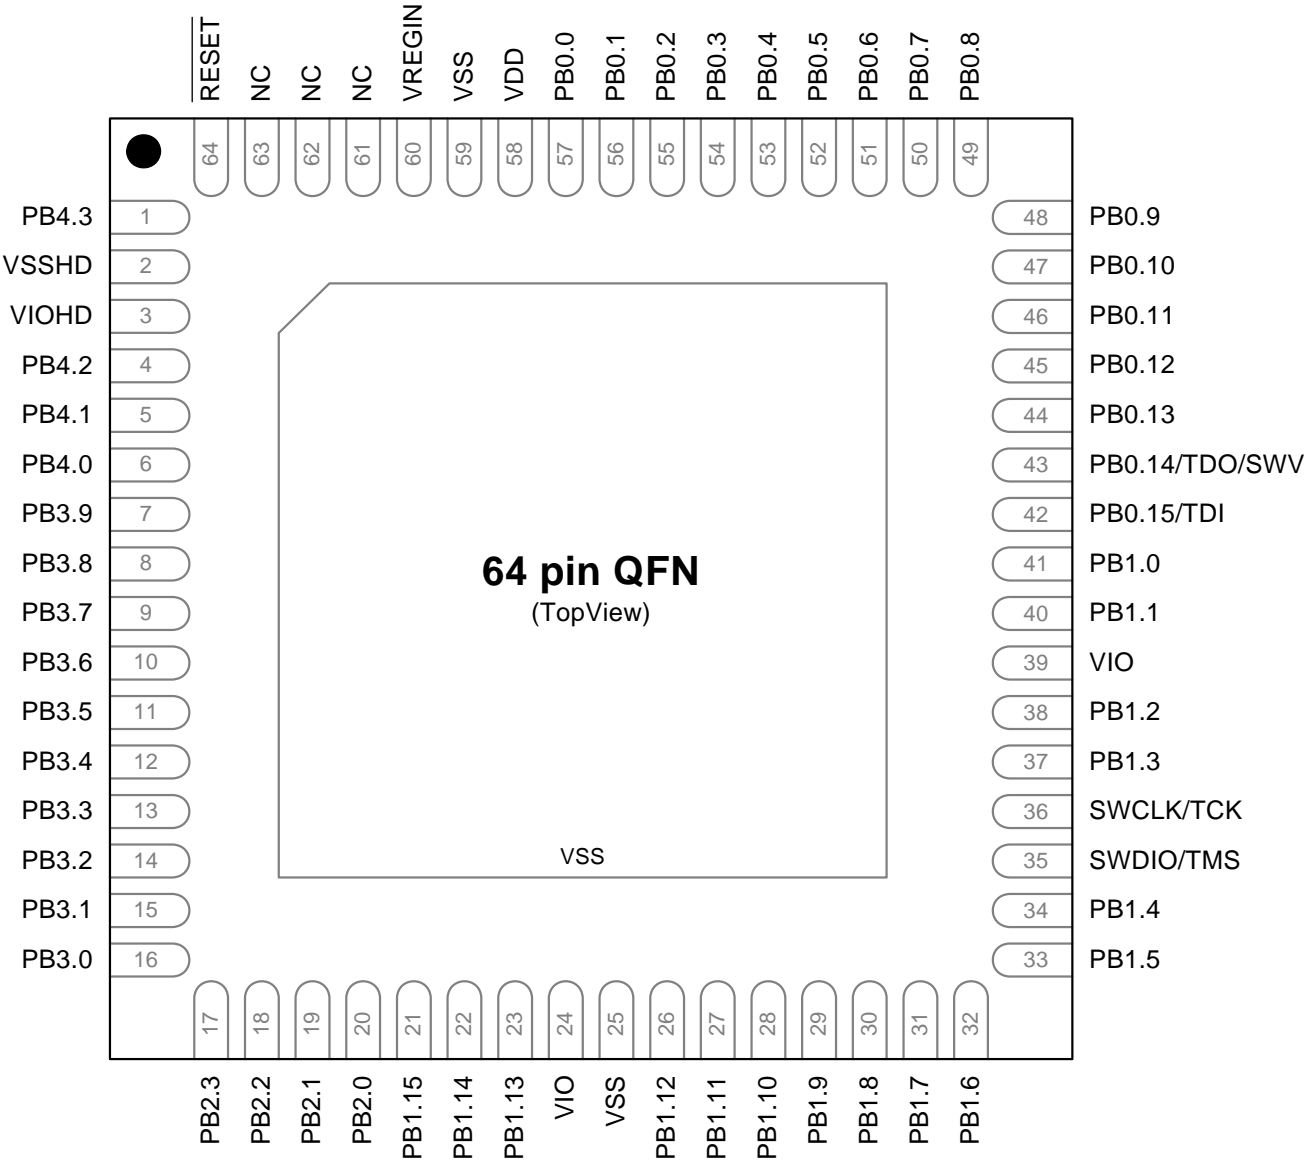 RESET
NC
NC
NC
VREGIN
VSS
VDD
PB0.0
PB0.1
PB0.2
PB0.3
PB0.4
PB0.5
PB0.6
PB0.7
PB0.8
64
63
62
61
60
59
58
57
56
55
54
53
52
51
50
49
PB4.3 1
VSSHD 2
VIOHD 3
PB4.2 4
PB4.1 5
PB4.0 6
PB3.9 7
PB3.8 8
PB3.7 9
PB3.6 10
PB3.5 11
PB3.4 12
PB3.3 13
PB3.2 14
PB3.1 15
PB3.0 16
64 pin QFN
(TopView)
VSS
48 PB0.9
47 PB0.10
46 PB0.11
45 PB0.12
44 PB0.13
43 PB0.14/TDO/SWV
42 PB0.15/TDI
41 PB1.0
40 PB1.1
39 VIO
38 PB1.2
37 PB1.3
36 SWCLK/TCK
35 SWDIO/TMS
34 PB1.4
33 PB1.5
17
18
19
20
21
22
23
24
25
26
27
28
29
30
31
32
PB2.3
PB2.2
PB2.1
PB2.0
PB1.15
PB1.14
PB1.13
VIO
VSS
PB1.12
PB1.11
PB1.10
PB1.9
PB1.8
PB1.7
PB1.6